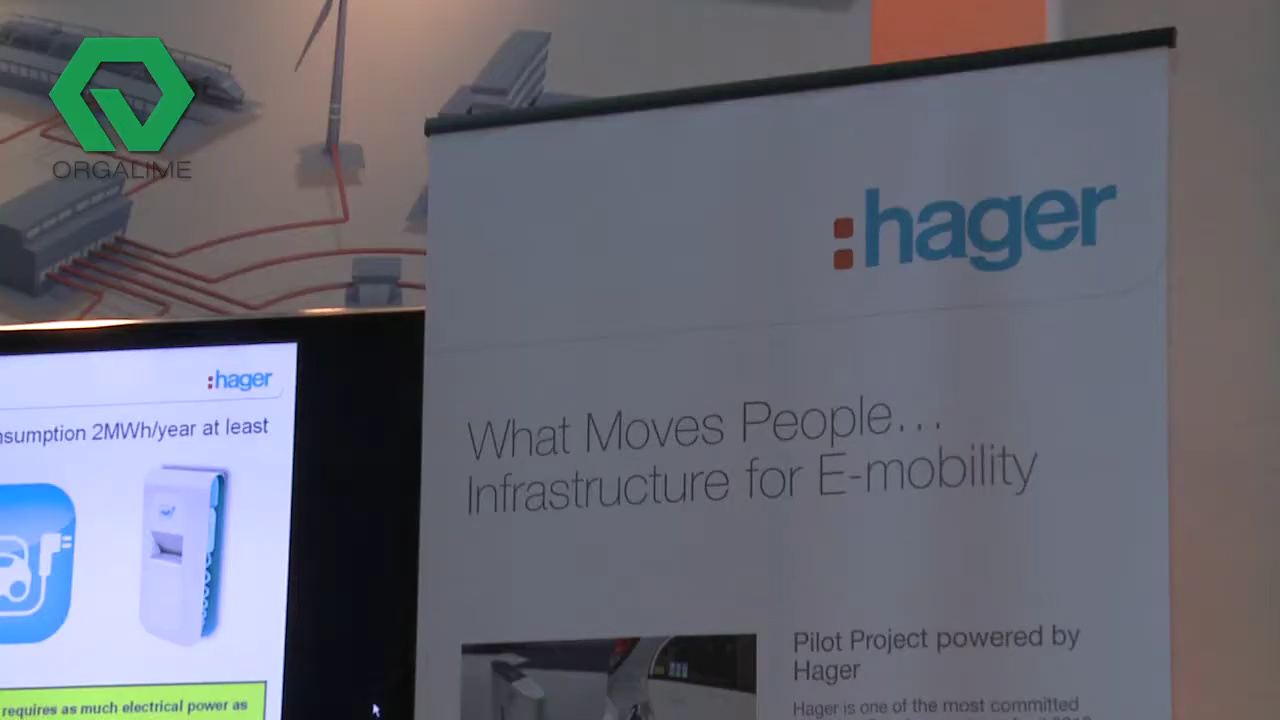 ORGALIME
:hager
What Moves People...
Infrastructure for E-mobility
Pilot Project powered by
Hager
Hager is one of the most committed
:hager
nsumption 2MWh/year at least
requires as much electrical power as